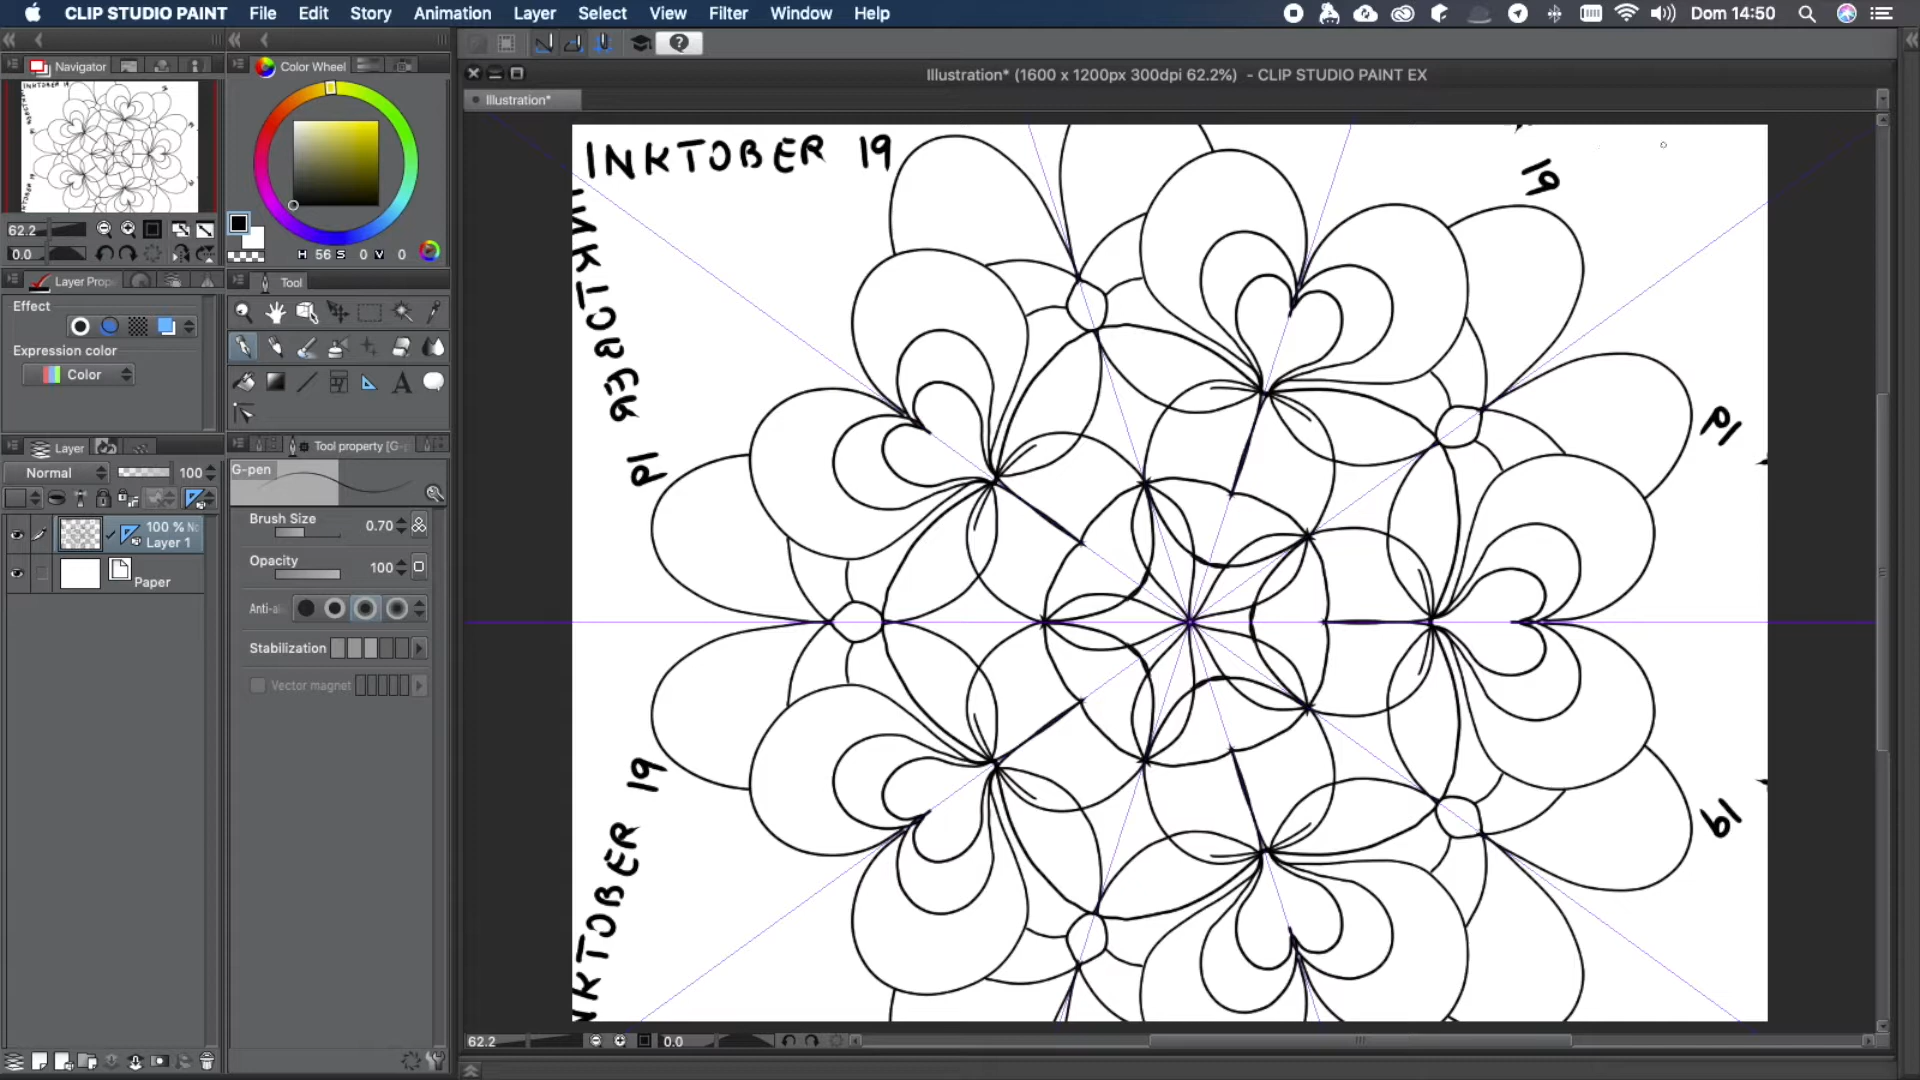 CLIP STUDIO PAINT File Edit Story Animation Layer Select View Filter Window Help Dom 14:50
Illustration* (1600 x 1200px 300dpi 62.2%) - CLIP STUDIO PAINT EX
Illustration*
Navigator
62.2
0.0
Color Wheel
H 56 S 0 V 0
Layer Prop
Effect
Expression color
Color
Tool
Tool property [G-
G-pen
Brush Size 0.70
Opacity 100
Anti-
Stabilization
Vector magnet
Layer
Normal 100
100 %
Layer 1
Paper
INKTOBER 19
INKTOBER 19
NKTOBER 19
19
19
19
62.2 0.0